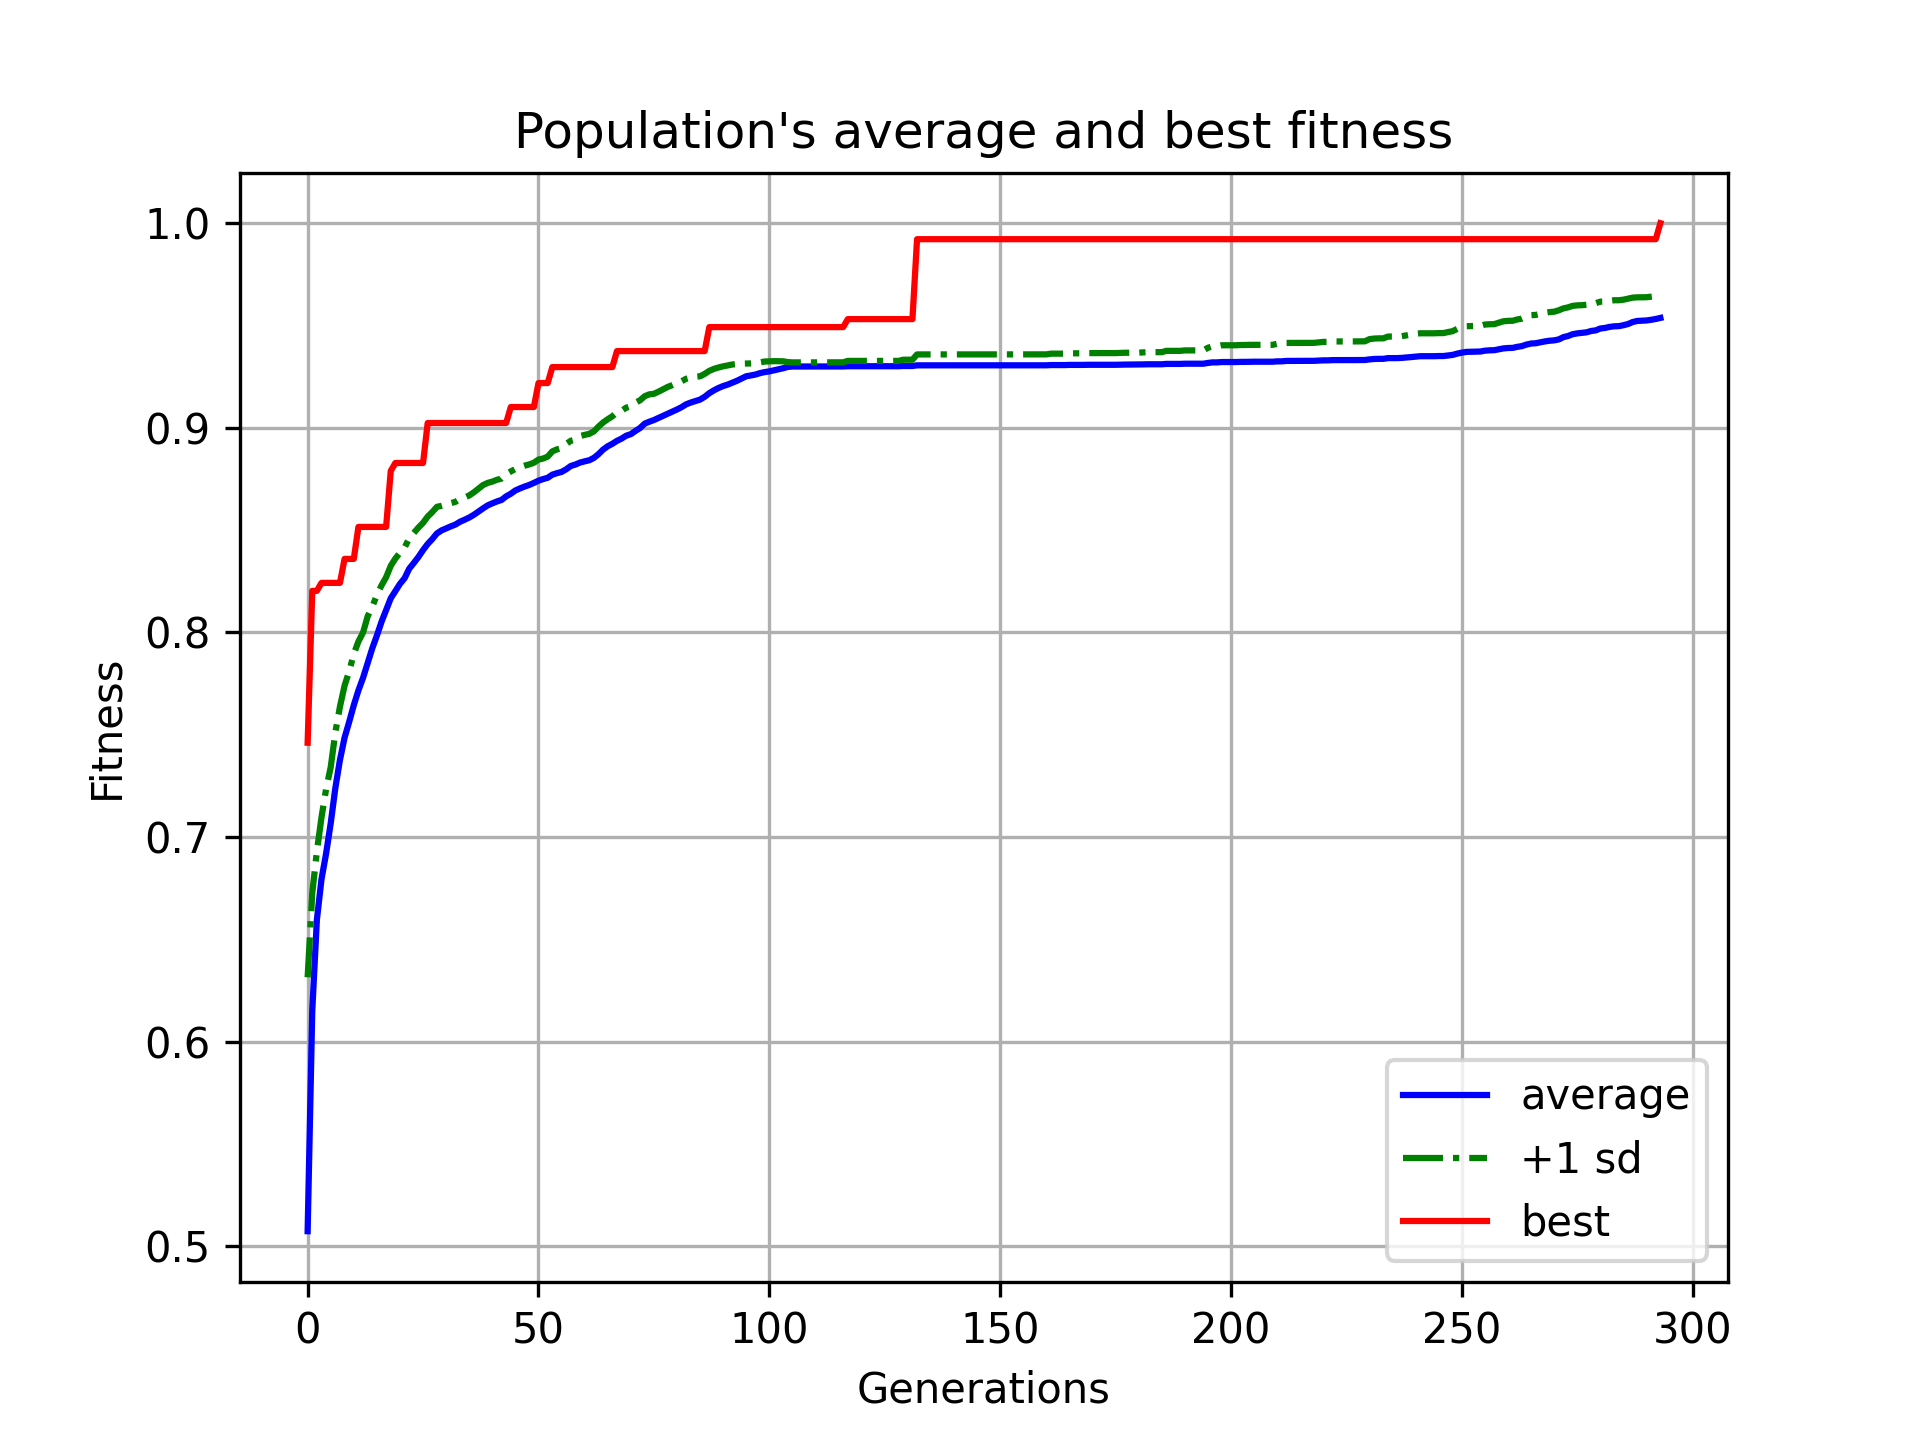 Population's average and best fitness
1.0
0.9
0.8
0.7
0.6
0.5
Fitness
0 50 100 150 200 250 300
Generations
average
+1 sd
best